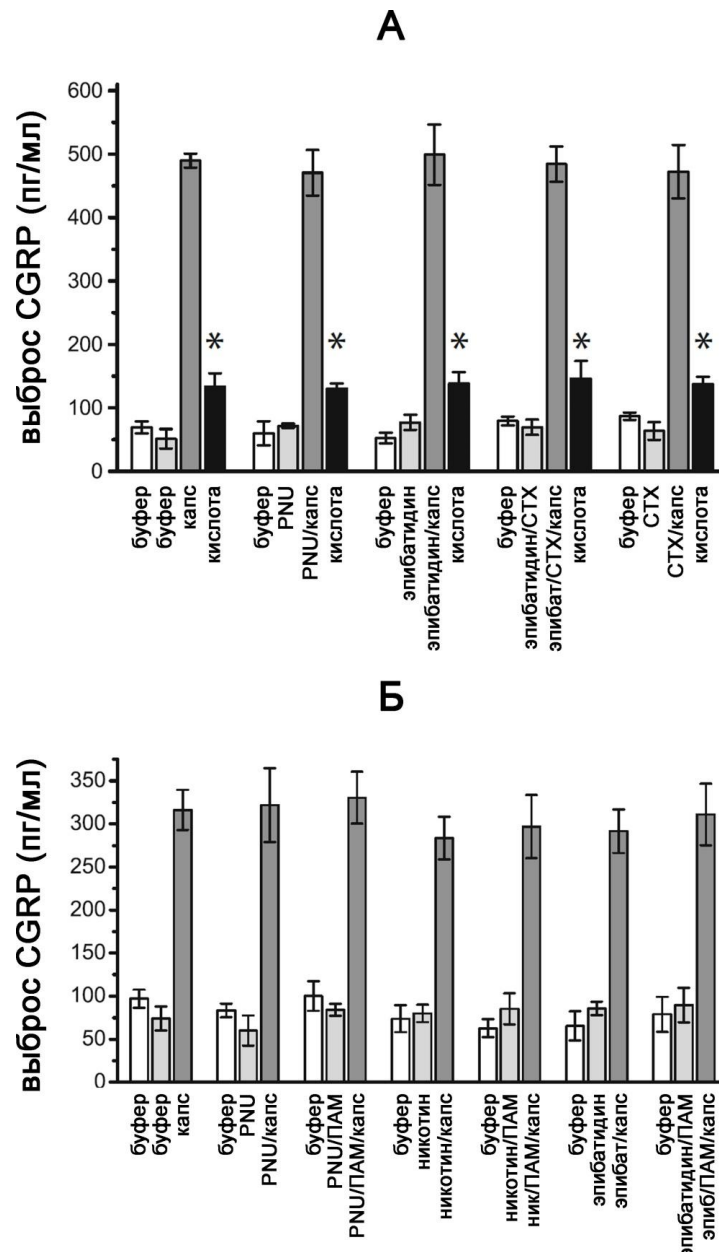 А
600
500
400
300
200
100
0
выброс CGRP (пг/мл)
*
*
*
*
*
буфер
буфер
капс
кислота
буфер
PNU
PNU/капс
кислота
буфер
эпибатидин
эпибатидин/капс
кислота
буфер
эпибатидин/СТХ
эпибат/СТХ/капс
кислота
буфер
СТХ
СТХ/капс
кислота
Б
350
300
250
200
150
100
50
0
выброс CGRP (пг/мл)
буфер
буфер
капс
буфер
PNU
PNU/капс
буфер
PNU/ПАМ
PNU/ПАМ/капс
буфер
никотин
никотин/капс
буфер
никотин/ПАМ
ник/ПАМ/капс
буфер
эпибатидин
эпибат/капс
буфер
эпибатидин/ПАМ
эпиб/ПАМ/капс